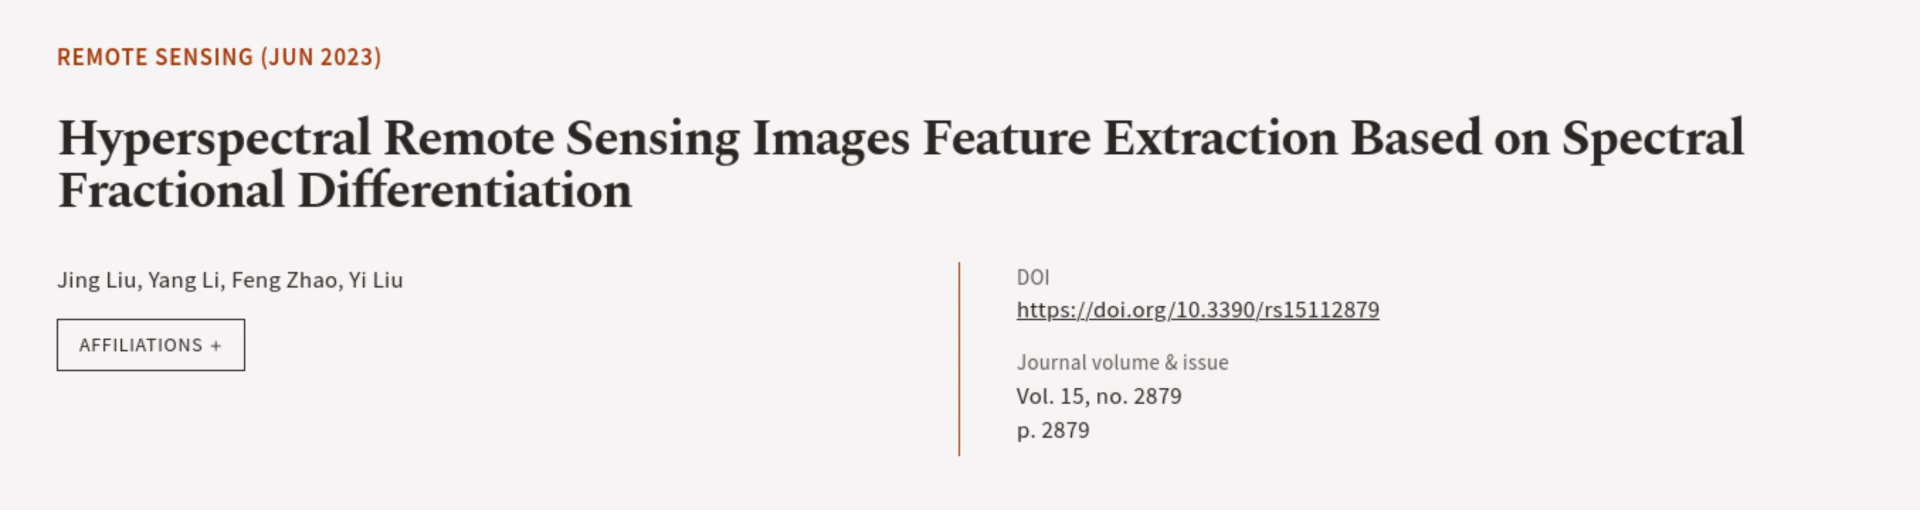 REMOTE SENSING (JUN 2023)
Hyperspectral Remote Sensing Images Feature Extraction Based on Spectral
Fractional Differentiation
Jing Liu, Yang Li, Feng Zhao, Yi Liu
AFFILIATIONS +
DOI
https://doi.org/10.3390/rs15112879
Journal volume & issue
Vol. 15, no. 2879
p. 2879